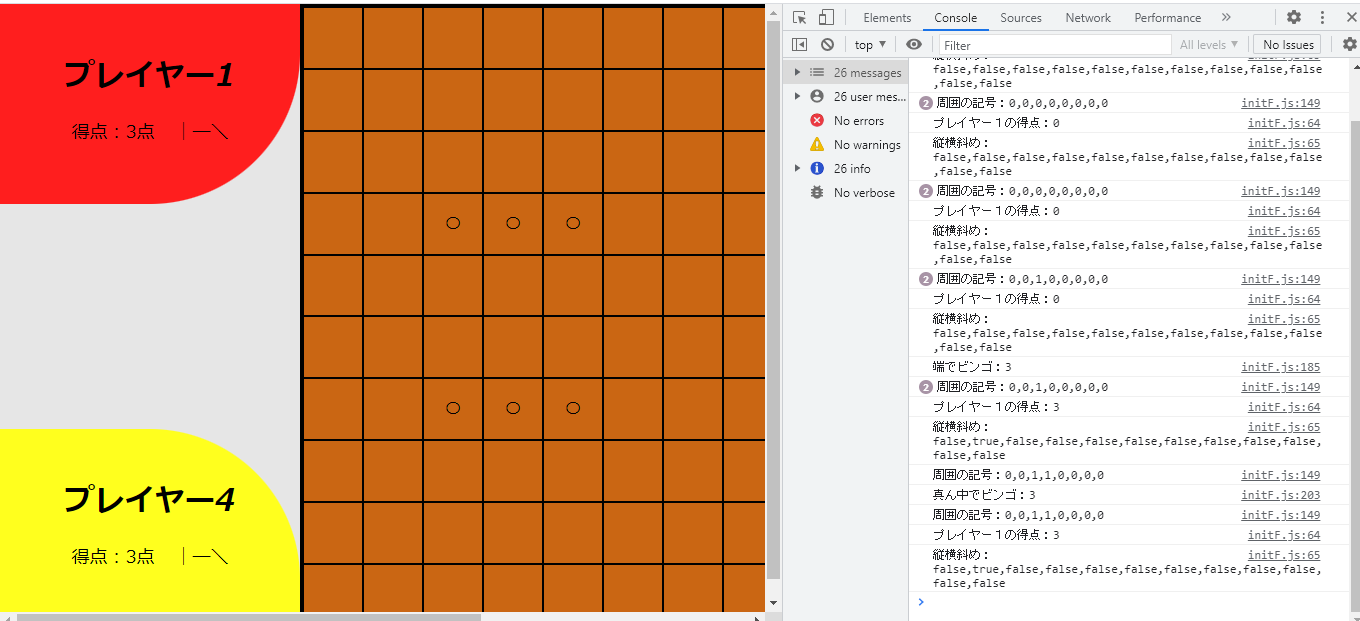 プレイヤー1
得点：3点　｜―＼
○ ○ ○
○ ○ ○
プレイヤー4
得点：3点　｜―＼
Elements Console Sources Network Performance »
top ▼ Filter All levels ▼ No Issues
26 messages
26 user mes...
No errors
No warnings
26 info
No verbose
false,false,false,false,false,false,false,false,false,false
,false,false
2 周囲の記号：0,0,0,0,0,0,0,0 initF.js:149
プレイヤー１の得点：0 initF.js:64
縦横斜め： initF.js:65
false,false,false,false,false,false,false,false,false,false
,false,false
2 周囲の記号：0,0,0,0,0,0,0,0 initF.js:149
プレイヤー１の得点：0 initF.js:64
縦横斜め： initF.js:65
false,false,false,false,false,false,false,false,false,false
,false,false
2 周囲の記号：0,0,1,0,0,0,0,0 initF.js:149
プレイヤー１の得点：0 initF.js:64
縦横斜め： initF.js:65
false,false,false,false,false,false,false,false,false,false
,false,false
端でビンゴ：3 initF.js:185
2 周囲の記号：0,0,1,0,0,0,0,0 initF.js:149
プレイヤー１の得点：3 initF.js:64
縦横斜め： initF.js:65
false,true,false,false,false,false,false,false,false,false,
false,false
周囲の記号：0,0,1,1,0,0,0,0 initF.js:149
真ん中でビンゴ：3 initF.js:203
周囲の記号：0,0,1,1,0,0,0,0 initF.js:149
プレイヤー１の得点：3 initF.js:64
縦横斜め： initF.js:65
false,true,false,false,false,false,false,false,false,false,
false,false